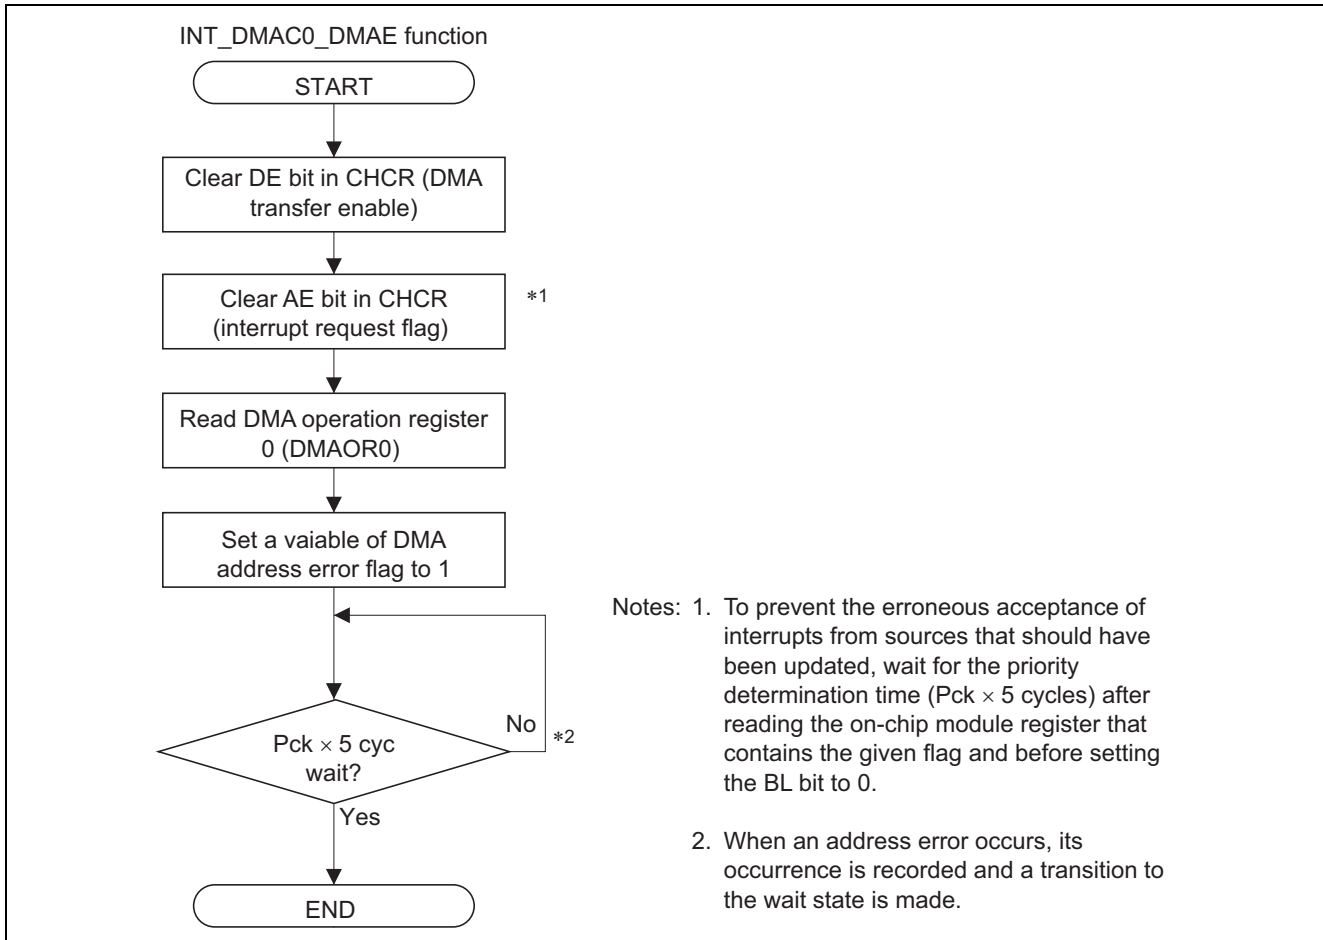 INT_DMAC0_DMAE function
START
Clear DE bit in CHCR (DMA
transfer enable)
Clear AE bit in CHCR
(interrupt request flag)
*1
Read DMA operation register
0 (DMAOR0)
Set a vaiable of DMA
address error flag to 1
Pck × 5 cyc
wait?
No
*2
Yes
END
Notes: 1. To prevent the erroneous acceptance of
interrupts from sources that should have
been updated, wait for the priority
determination time (Pck × 5 cycles) after
reading the on-chip module register that
contains the given flag and before setting
the BL bit to 0.
2. When an address error occurs, its
occurrence is recorded and a transition to
the wait state is made.